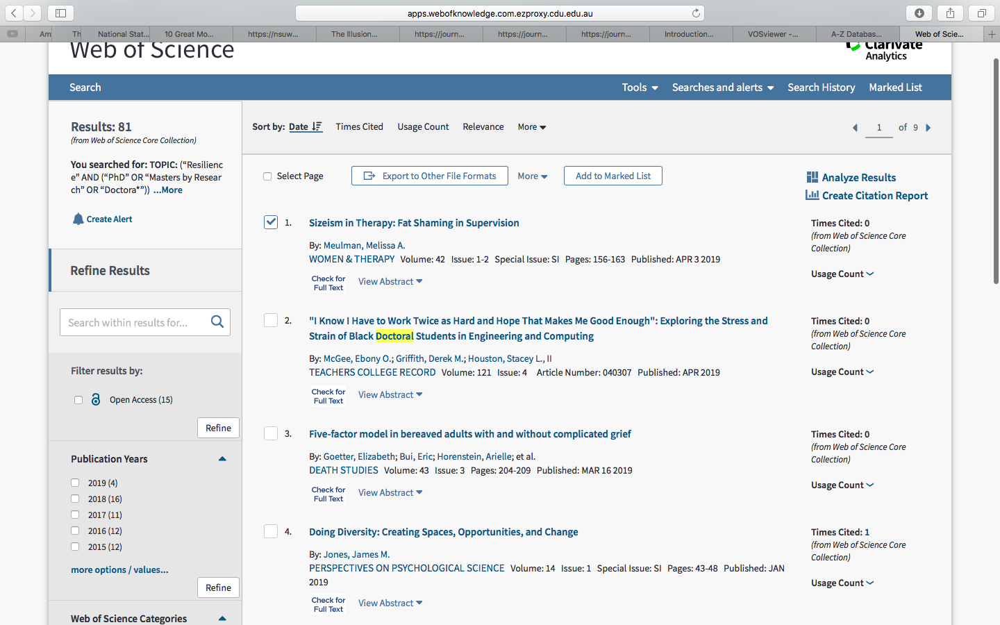 apps.webofknowledge.com.ezproxy.cdu.edu.au
Am Th National Stat... 10 Great Mo... https://nsuw... The Illusion... https://journ... https://journ... https://journ... Introduction... VOSviewer -... A-Z Databas... Web of Scie...
Web of Science
Clarivate
Analytics
Search Tools Searches and alerts Search History Marked List
Results: 81
(from Web of Science Core Collection)
You searched for: TOPIC: (“Resilienc
e” AND (“PhD” OR “Masters by Resear
ch” OR “Doctora*”)) ...More
Create Alert
Refine Results
Search within results for...
Filter results by:
Open Access (15)
Refine
Publication Years
2019 (4)
2018 (16)
2017 (11)
2016 (12)
2015 (12)
more options / values...
Refine
Web of Science Categories
Sort by: Date Times Cited Usage Count Relevance More
1 of 9
Select Page Export to Other File Formats More Add to Marked List
Analyze Results
Create Citation Report
1. Sizeism in Therapy: Fat Shaming in Supervision
By: Meulman, Melissa A.
WOMEN & THERAPY Volume: 42 Issue: 1-2 Special Issue: SI Pages: 156-163 Published: APR 3 2019
Check for
Full Text
View Abstract
Times Cited: 0
(from Web of Science Core
Collection)
Usage Count
2. "I Know I Have to Work Twice as Hard and Hope That Makes Me Good Enough": Exploring the Stress and
Strain of Black Doctoral Students in Engineering and Computing
By: McGee, Ebony O.; Griffith, Derek M.; Houston, Stacey L., II
TEACHERS COLLEGE RECORD Volume: 121 Issue: 4 Article Number: 040307 Published: APR 2019
Check for
Full Text
View Abstract
Times Cited: 0
(from Web of Science Core
Collection)
Usage Count
3. Five-factor model in bereaved adults with and without complicated grief
By: Goetter, Elizabeth; Bui, Eric; Horenstein, Arielle; et al.
DEATH STUDIES Volume: 43 Issue: 3 Pages: 204-209 Published: MAR 16 2019
Check for
Full Text
View Abstract
Times Cited: 0
(from Web of Science Core
Collection)
Usage Count
4. Doing Diversity: Creating Spaces, Opportunities, and Change
By: Jones, James M.
PERSPECTIVES ON PSYCHOLOGICAL SCIENCE Volume: 14 Issue: 1 Special Issue: SI Pages: 43-48 Published: JAN
2019
Check for
Full Text
View Abstract
Times Cited: 1
(from Web of Science Core
Collection)
Usage Count